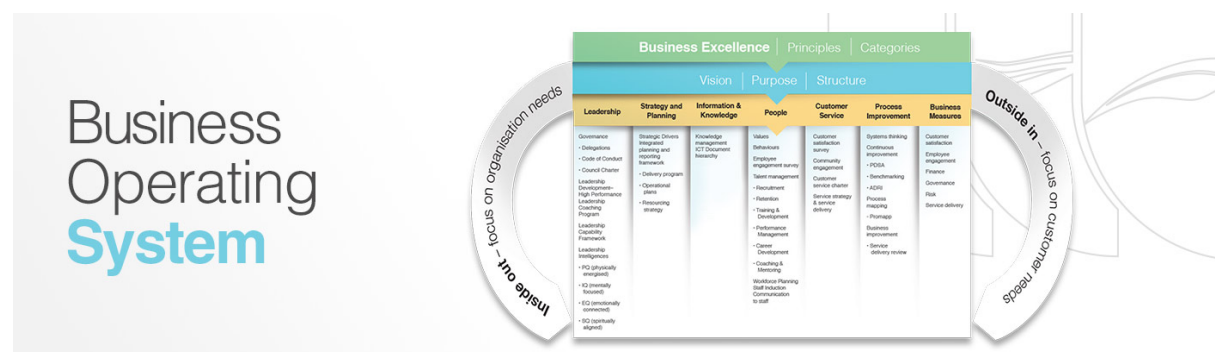 Business
Operating
System
Inside out – focus on organisation needs
Business Excellence | Principles | Categories
Vision | Purpose | Structure
Leadership
Governance
• Delegations
• Code of Conduct
• Council Charter
Leadership
Development–
High Performance
Leadership
Coaching
Program
Leadership
Capability
Framework
Leadership
Intelligences
• PQ (physically
energised)
• IQ (mentally
focused)
• EQ (emotionally
connected)
• SQ (spiritually
aligned)
Strategy and
Planning
Strategic Drivers
Integrated
planning and
reporting
framework
• Delivery program
• Operational
plans
• Resourcing
strategy
Information &
Knowledge
Knowledge
management
ICT Document
hierarchy
People
Values
Behaviours
Employee
engagement survey
Talent management
• Recruitment
• Retention
• Training &
Development
• Performance
Management
• Career
Development
• Coaching &
Mentoring
Workforce Planning
Staff Induction
Communication
to staff
Customer
Service
Customer
satisfaction
survey
Community
engagement
Customer
service charter
Service strategy
& service
delivery
Process
Improvement
Systems thinking
Continuous
improvement
• PDSA
• Benchmarking
• ADRI
Process
mapping
• Promapp
Business
improvement
• Service
delivery review
Business
Measures
Customer
satisfaction
Employee
engagement
Finance
Governance
Risk
Service delivery
Outside in – focus on customer needs